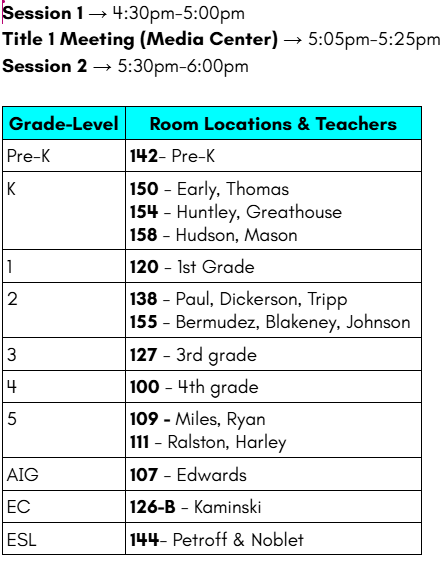 Session 1 → 4:30pm-5:00pm
Title 1 Meeting (Media Center) → 5:05pm-5:25pm
Session 2 → 5:30pm-6:00pm
Grade-Level Room Locations & Teachers
Pre-K 142- Pre-K
K 150 - Early, Thomas
154 - Huntley, Greathouse
158 - Hudson, Mason
1 120 - 1st Grade
2 138 - Paul, Dickerson, Tripp
155 - Bermudez, Blakeney, Johnson
3 127 - 3rd grade
4 100 - 4th grade
5 109 - Miles, Ryan
111 - Ralston, Harley
AIG 107 - Edwards
EC 126-B - Kaminski
ESL 144- Petroff & Noblet